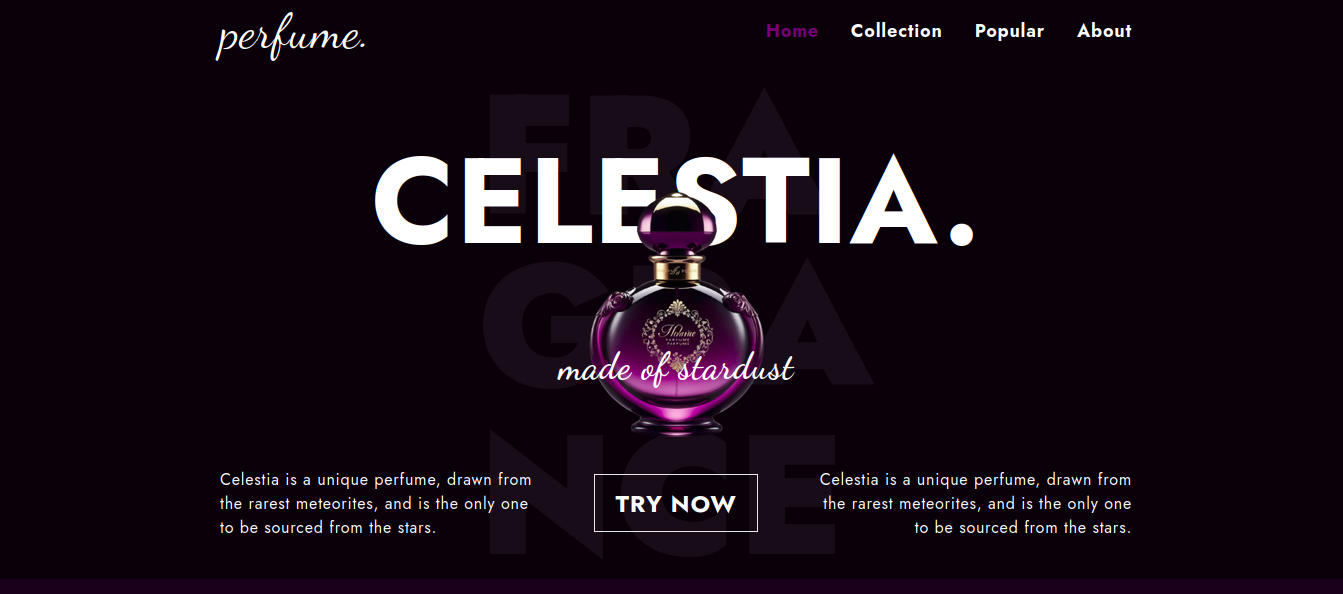 perfume.
Home Collection Popular About
FRA
CELESTIA.
GRA
made of stardust
NCE
Celestia is a unique perfume, drawn from
the rarest meteorites, and is the only one
to be sourced from the stars.
TRY NOW
Celestia is a unique perfume, drawn from
the rarest meteorites, and is the only one
to be sourced from the stars.